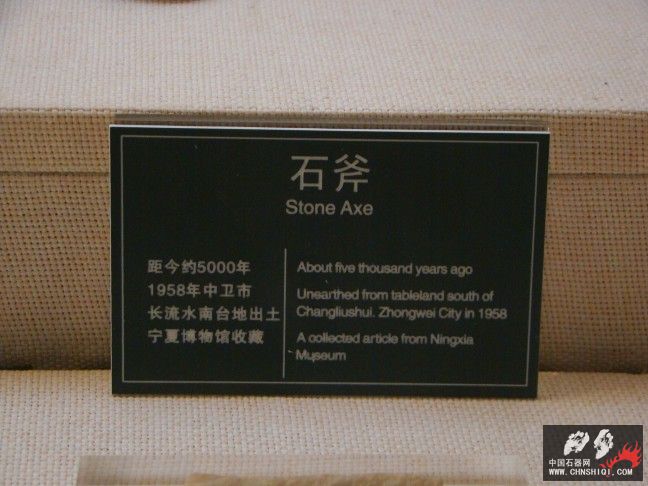 石斧
Stone Axe
距今约5000年
1958年中卫市
长流水南台地出土
宁夏博物馆收藏
About five thousand years ago
Unearthed from tableland south of
Changliushui. Zhongwei City in 1958
A collected article from Ningxia
Museum
中国石器网
WWW.CHNSHIQI.COM